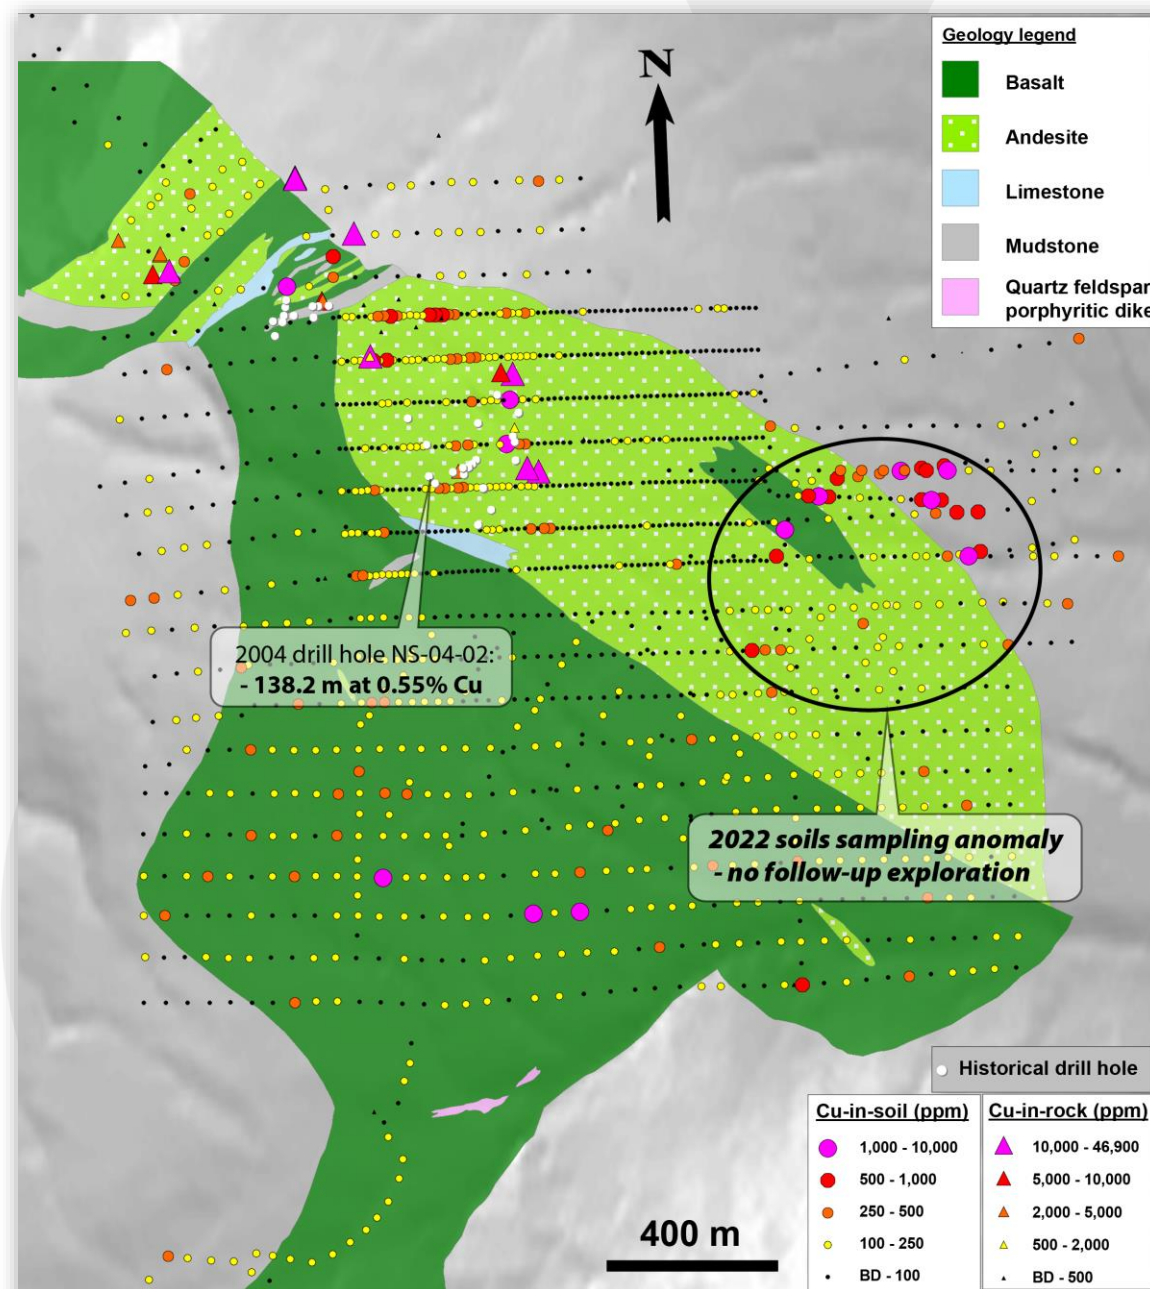 N
Geology legend
Basalt
Andesite
Limestone
Mudstone
Quartz feldspar
porphyritic dike
2004 drill hole NS-04-02:
- 138.2 m at 0.55% Cu
2022 soils sampling anomaly
- no follow-up exploration
Historical drill hole
Cu-in-soil (ppm)
1,000 - 10,000
500 - 1,000
250 - 500
100 - 250
BD - 100
Cu-in-rock (ppm)
10,000 - 46,900
5,000 - 10,000
2,000 - 5,000
500 - 2,000
BD - 500
400 m